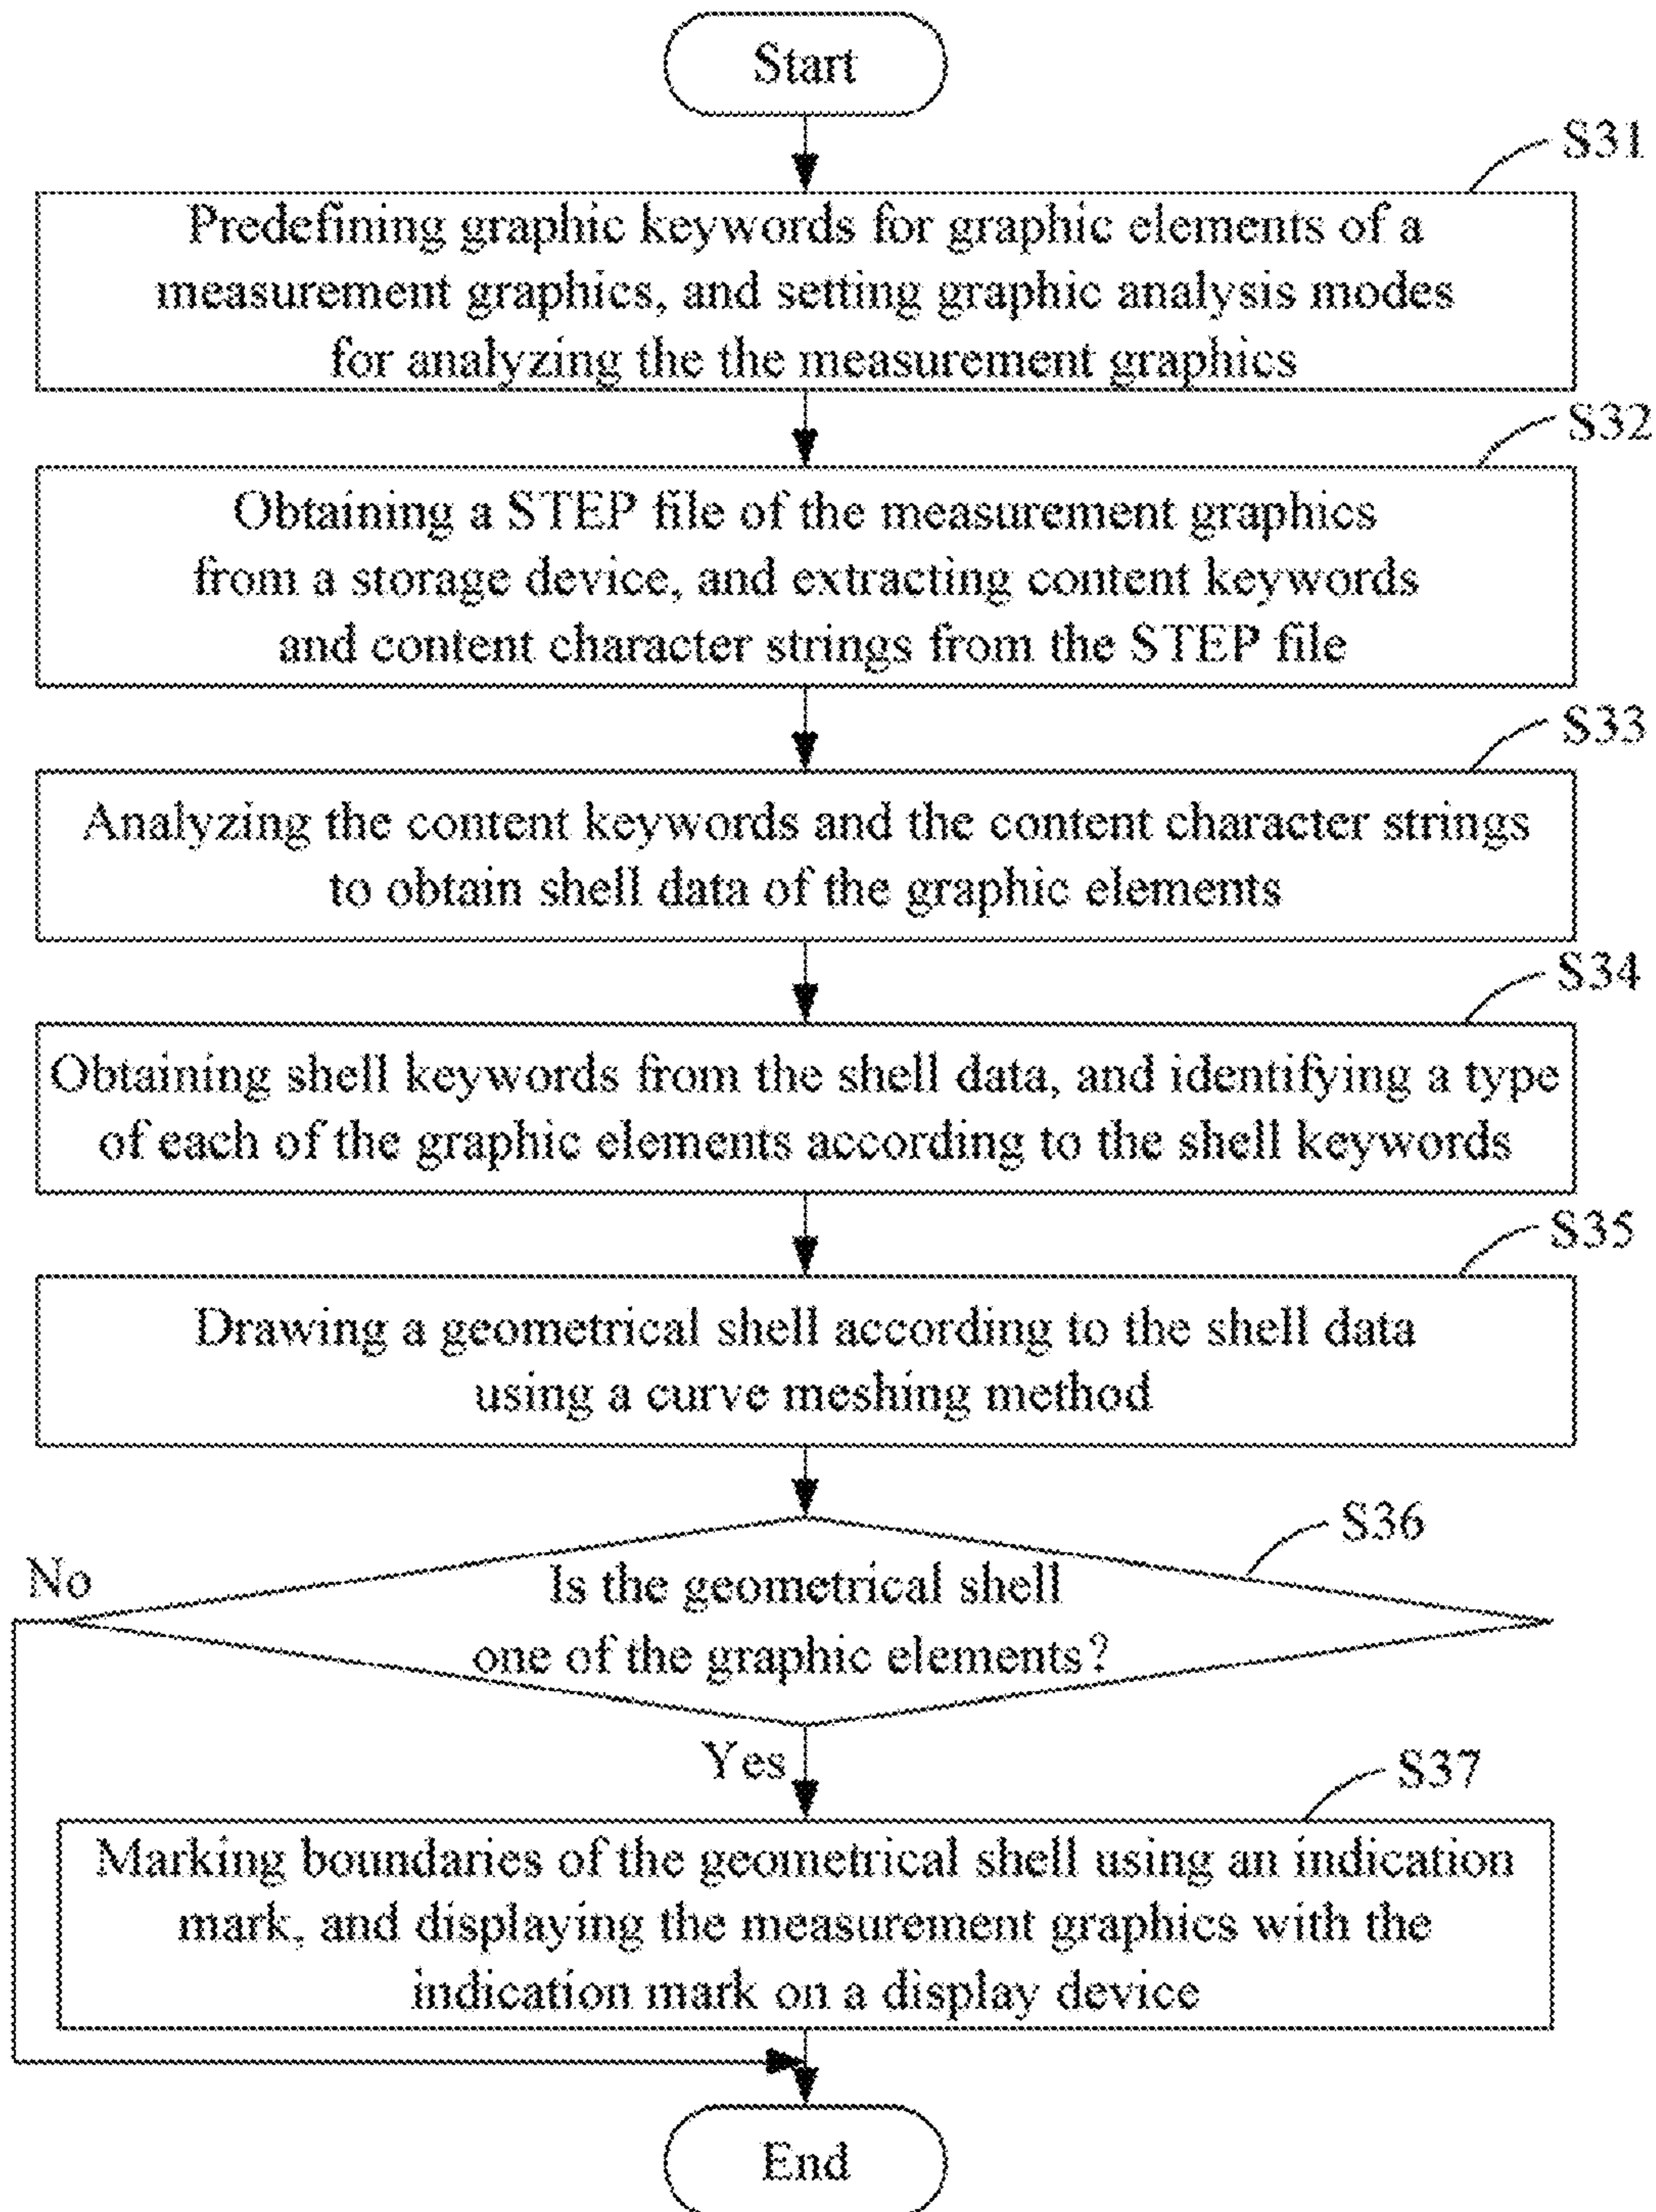 Start
S31
Predefining graphic keywords for graphic elements of a
measurement graphics, and setting graphic analysis modes
for analyzing the the measurement graphics
S32
Obtaining a STEP file of the measurement graphics
from a storage device, and extracting content keywords
and content character strings from the STEP file
S33
Analyzing the content keywords and the content character strings
to obtain shell data of the graphic elements
S34
Obtaining shell keywords from the shell data, and identifying a type
of each of the graphic elements according to the shell keywords
S35
Drawing a geometrical shell according to the shell data
using a curve meshing method
S36
No
Is the geometrical shell
one of the graphic elements?
Yes
S37
Marking boundaries of the geometrical shell using an indication
mark, and displaying the measurement graphics with the
indication mark on a display device
End